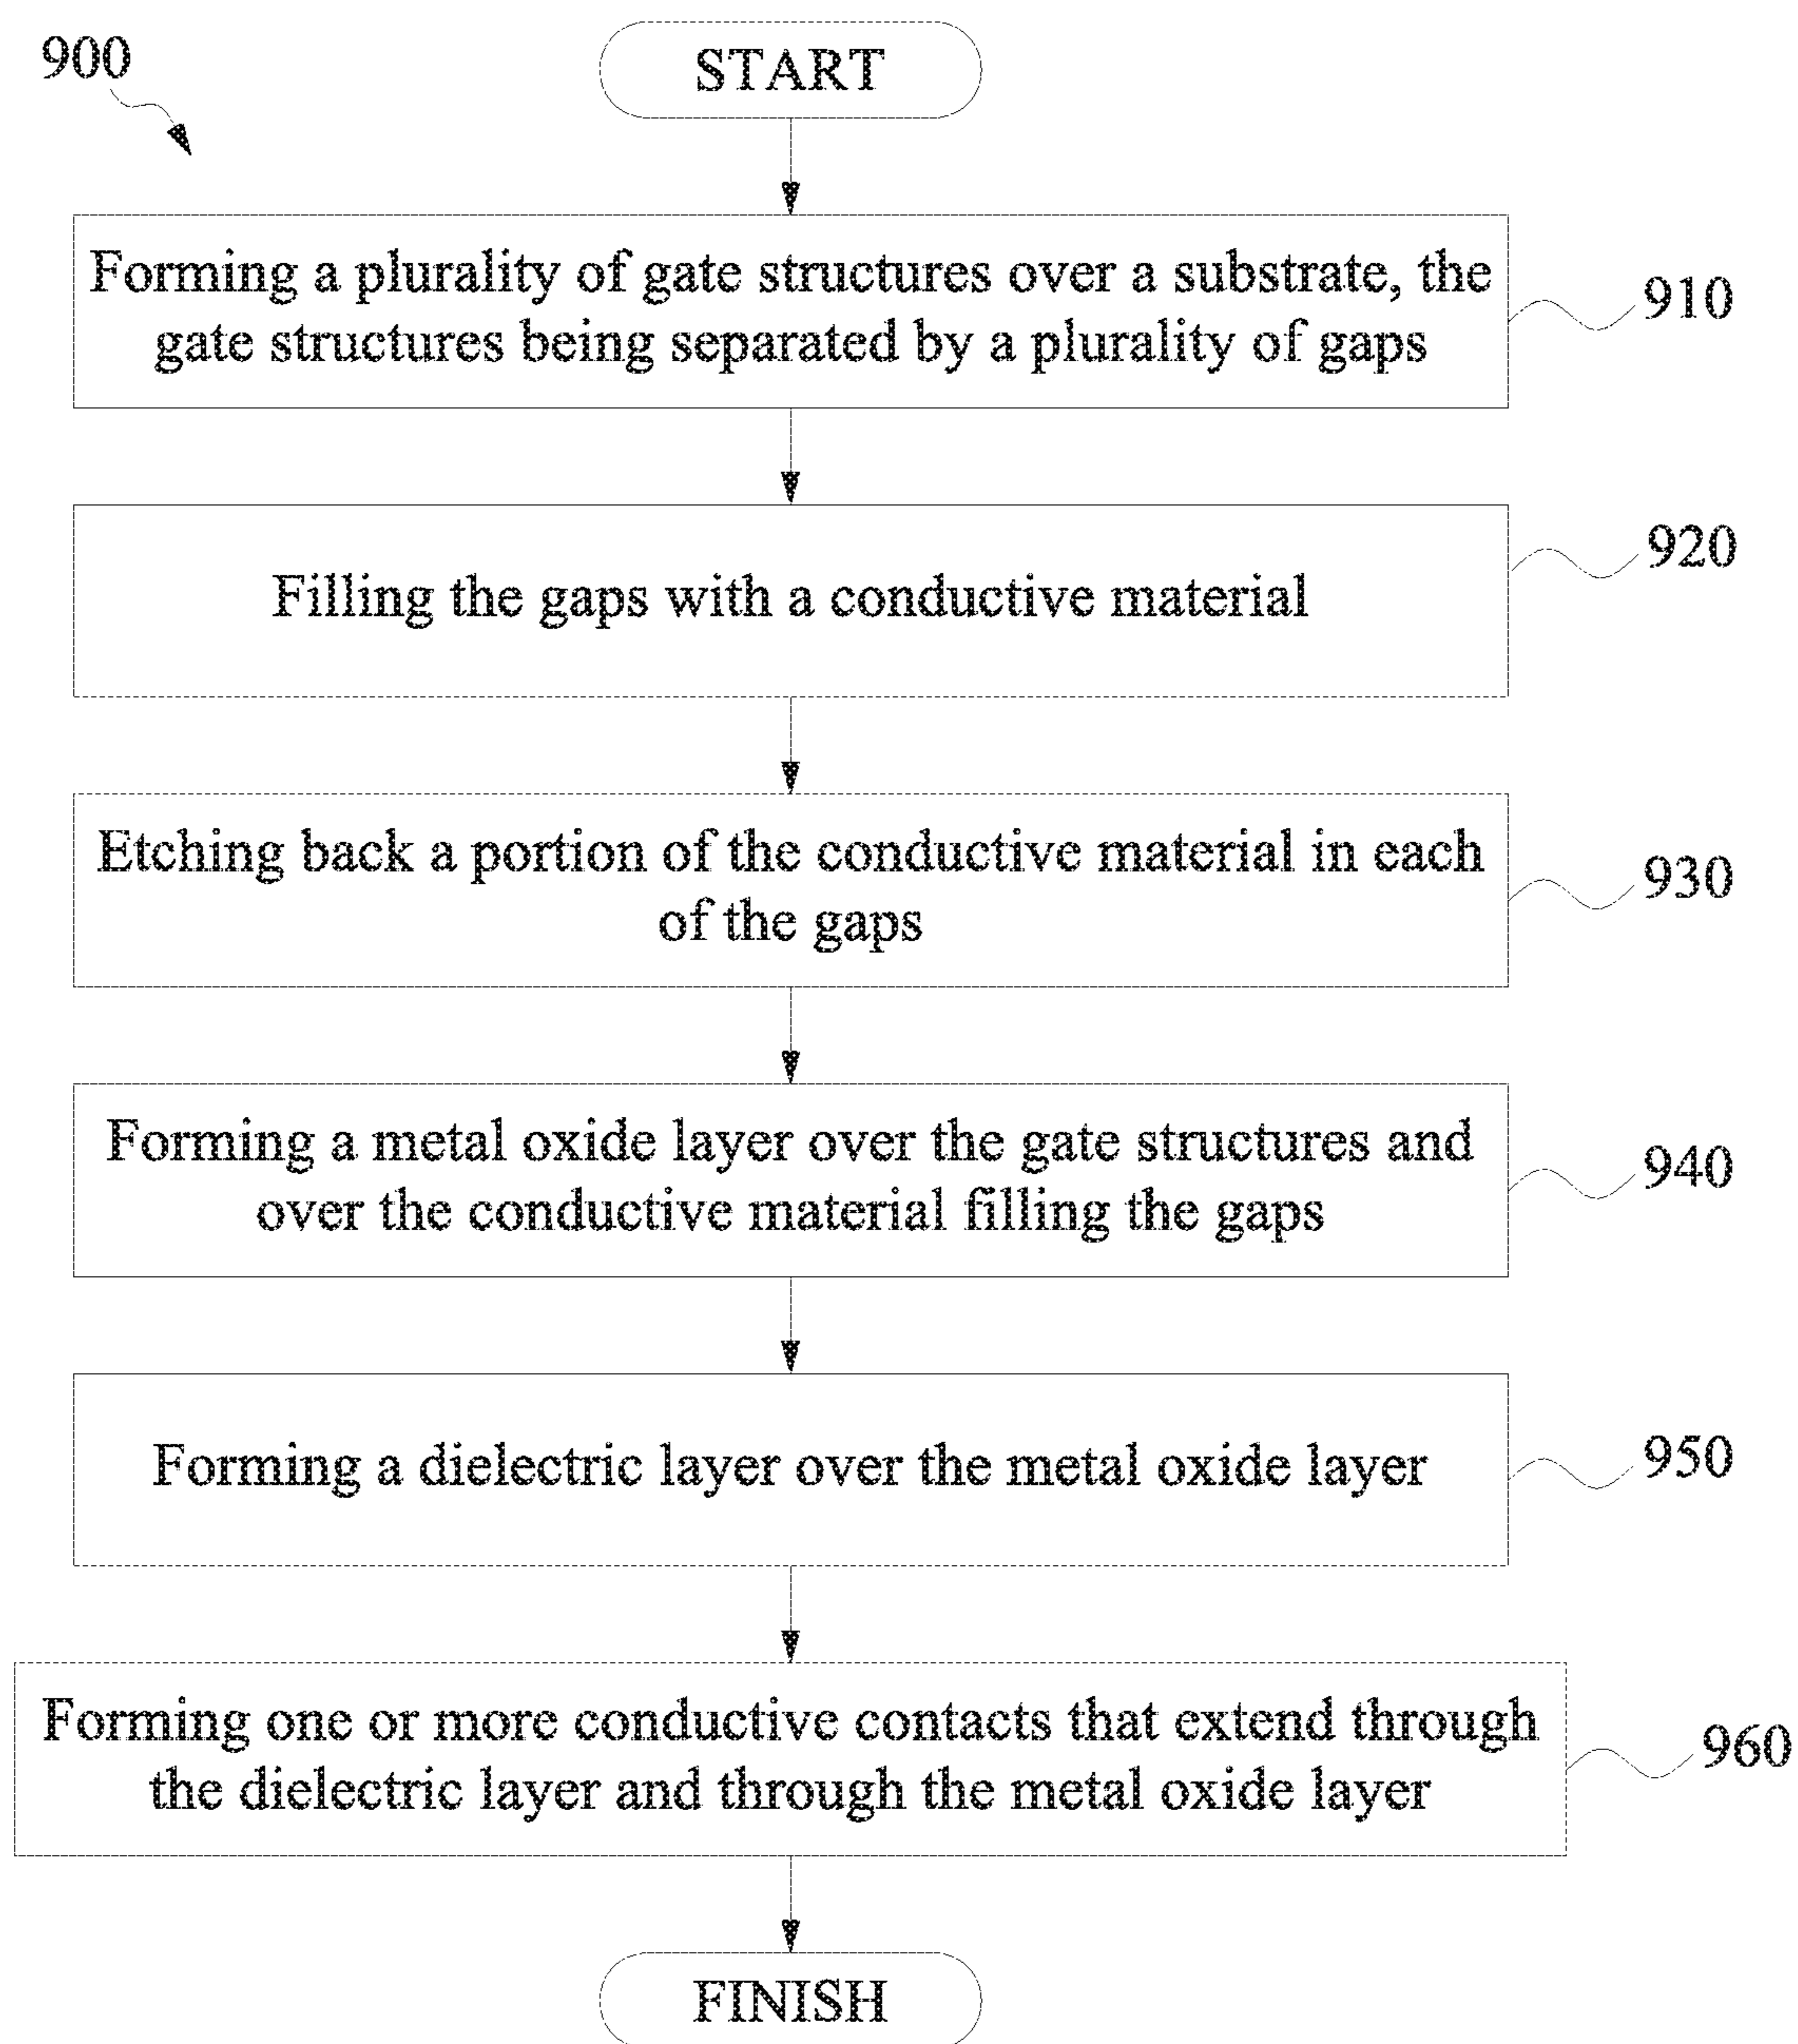 900
START
Forming a plurality of gate structures over a substrate, the
gate structures being separated by a plurality of gaps
910
Filling the gaps with a conductive material
920
Etching back a portion of the conductive material in each
of the gaps
930
Forming a metal oxide layer over the gate structures and
over the conductive material filling the gaps
940
Forming a dielectric layer over the metal oxide layer
950
Forming one or more conductive contacts that extend through
the dielectric layer and through the metal oxide layer
960
FINISH